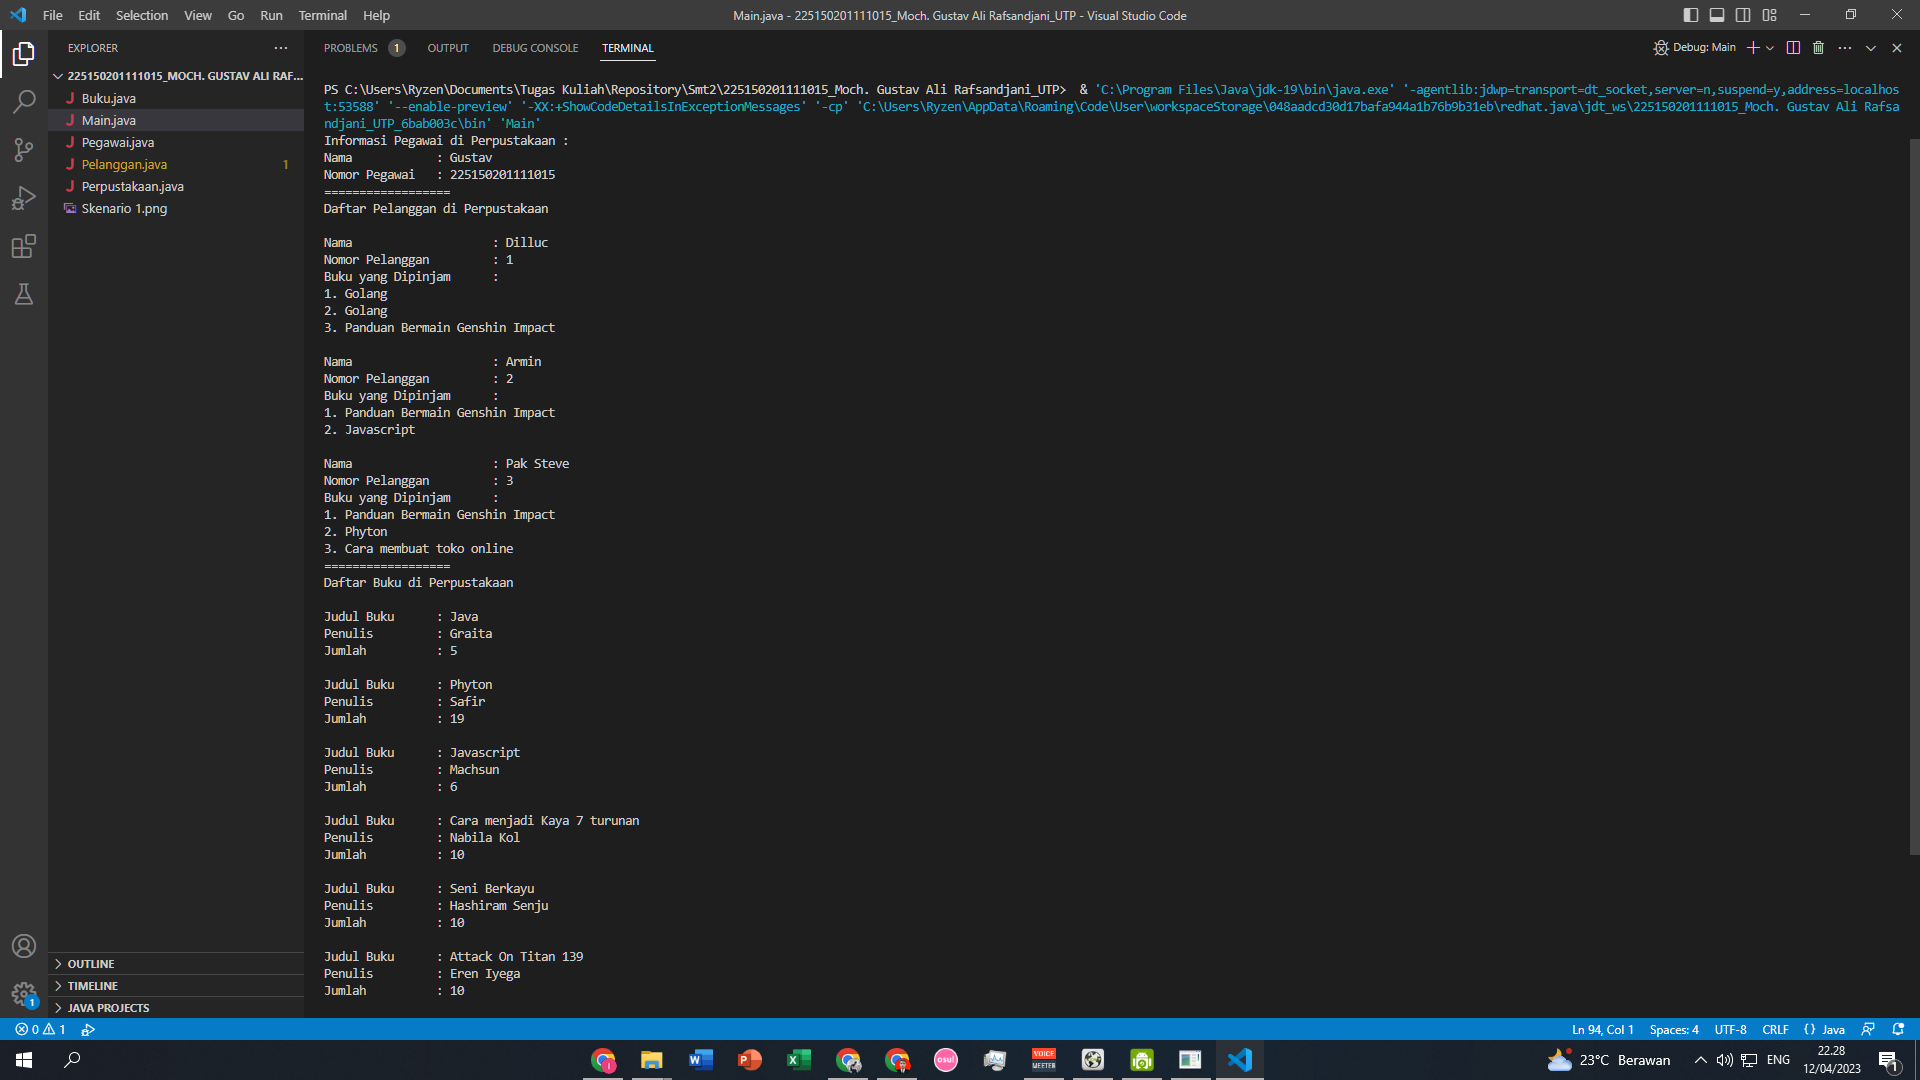 File Edit Selection View Go Run Terminal Help
Main.java - 225150201111015_Moch. Gustav Ali Rafsandjani_UTP - Visual Studio Code
EXPLORER
225150201111015_MOCH. GUSTAV ALI RAF...
Buku.java
Main.java
Pegawai.java
Pelanggan.java 1
Perpustakaan.java
Skenario 1.png
OUTLINE
TIMELINE
JAVA PROJECTS
PROBLEMS 1 OUTPUT DEBUG CONSOLE TERMINAL
Debug: Main
PS C:\Users\Ryzen\Documents\Tugas Kuliah\Repository\Smt2\225150201111015_Moch. Gustav Ali Rafsandjani_UTP> & 'C:\Program Files\Java\jdk-19\bin\java.exe' '-agentlib:jdwp=transport=dt_socket,server=n,suspend=y,address=localhos
t:53588' '--enable-preview' '-XX:+ShowCodeDetailsInExceptionMessages' '-cp' 'C:\Users\Ryzen\AppData\Roaming\Code\User\workspaceStorage\048aadcd30d17bafa944a1b76b9b31eb\redhat.java\jdt_ws\225150201111015_Moch. Gustav Ali Rafsa
ndjani_UTP_6bab003c\bin' 'Main'
Informasi Pegawai di Perpustakaan :
Nama : Gustav
Nomor Pegawai : 225150201111015
==================
Daftar Pelanggan di Perpustakaan
Nama : Dilluc
Nomor Pelanggan : 1
Buku yang Dipinjam :
1. Golang
2. Golang
3. Panduan Bermain Genshin Impact
Nama : Armin
Nomor Pelanggan : 2
Buku yang Dipinjam :
1. Panduan Bermain Genshin Impact
2. Javascript
Nama : Pak Steve
Nomor Pelanggan : 3
Buku yang Dipinjam :
1. Panduan Bermain Genshin Impact
2. Phyton
3. Cara membuat toko online
==================
Daftar Buku di Perpustakaan
Judul Buku : Java
Penulis : Graita
Jumlah : 5
Judul Buku : Phyton
Penulis : Safir
Jumlah : 19
Judul Buku : Javascript
Penulis : Machsun
Jumlah : 6
Judul Buku : Cara menjadi Kaya 7 turunan
Penulis : Nabila Kol
Jumlah : 10
Judul Buku : Seni Berkayu
Penulis : Hashiram Senju
Jumlah : 10
Judul Buku : Attack On Titan 139
Penulis : Eren Iyega
Jumlah : 10
1
0 1
Ln 94, Col 1 Spaces: 4 UTF-8 CRLF {} Java
osu!
VOICE
MEETER
23°C Berawan
ENG
22.28
12/04/2023
1